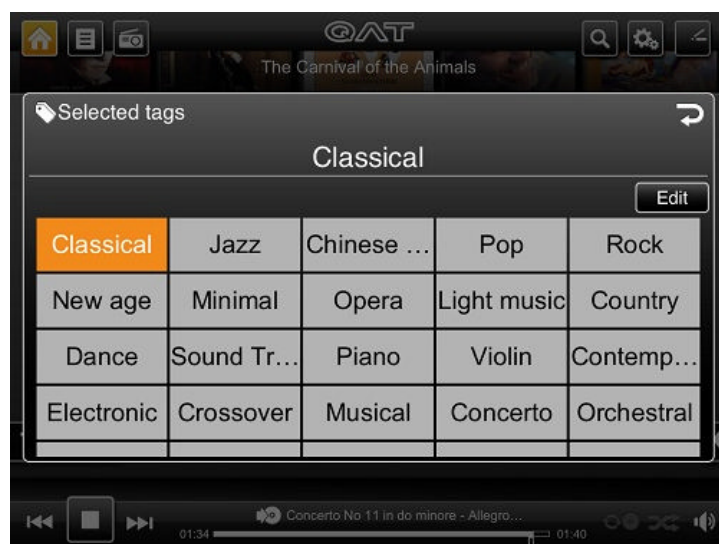 QAT
The Carnival of the Animals
Selected tags
Classical
Edit
Classical Jazz Chinese ... Pop Rock
New age Minimal Opera Light music Country
Dance Sound Tr... Piano Violin Contemp...
Electronic Crossover Musical Concerto Orchestral
Concerto No 11 in do minore - Allegro...
01:34 01:40